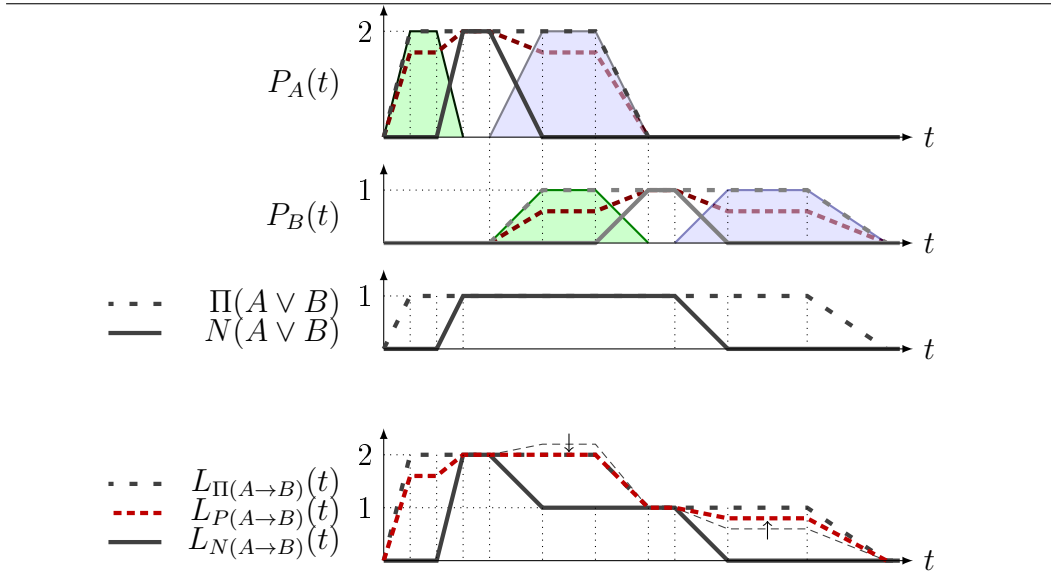 2
P_A(t)
t
1
P_B(t)
t
1
Π(A ∨ B)
N(A ∨ B)
t
2
1
L_{Π(A→B)}(t)
L_{P(A→B)}(t)
L_{N(A→B)}(t)
t